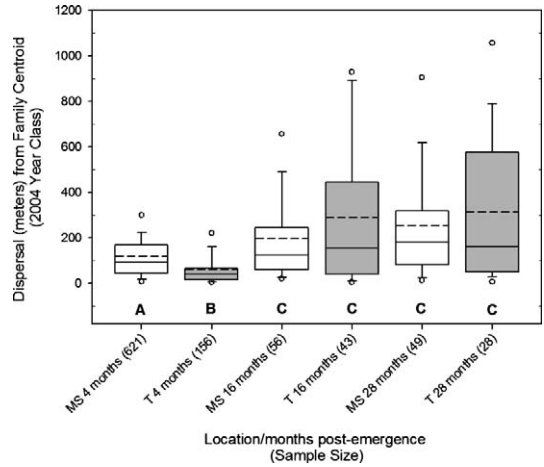 Dispersal (meters) from Family Centroid
(2004 Year Class)
1200
1000
800
600
400
200
0
A B C C C C
MS 4 months (621)
T 4 months (156)
MS 16 months (56)
T 16 months (43)
MS 28 months (49)
T 28 months (28)
Location/months post-emergence
(Sample Size)